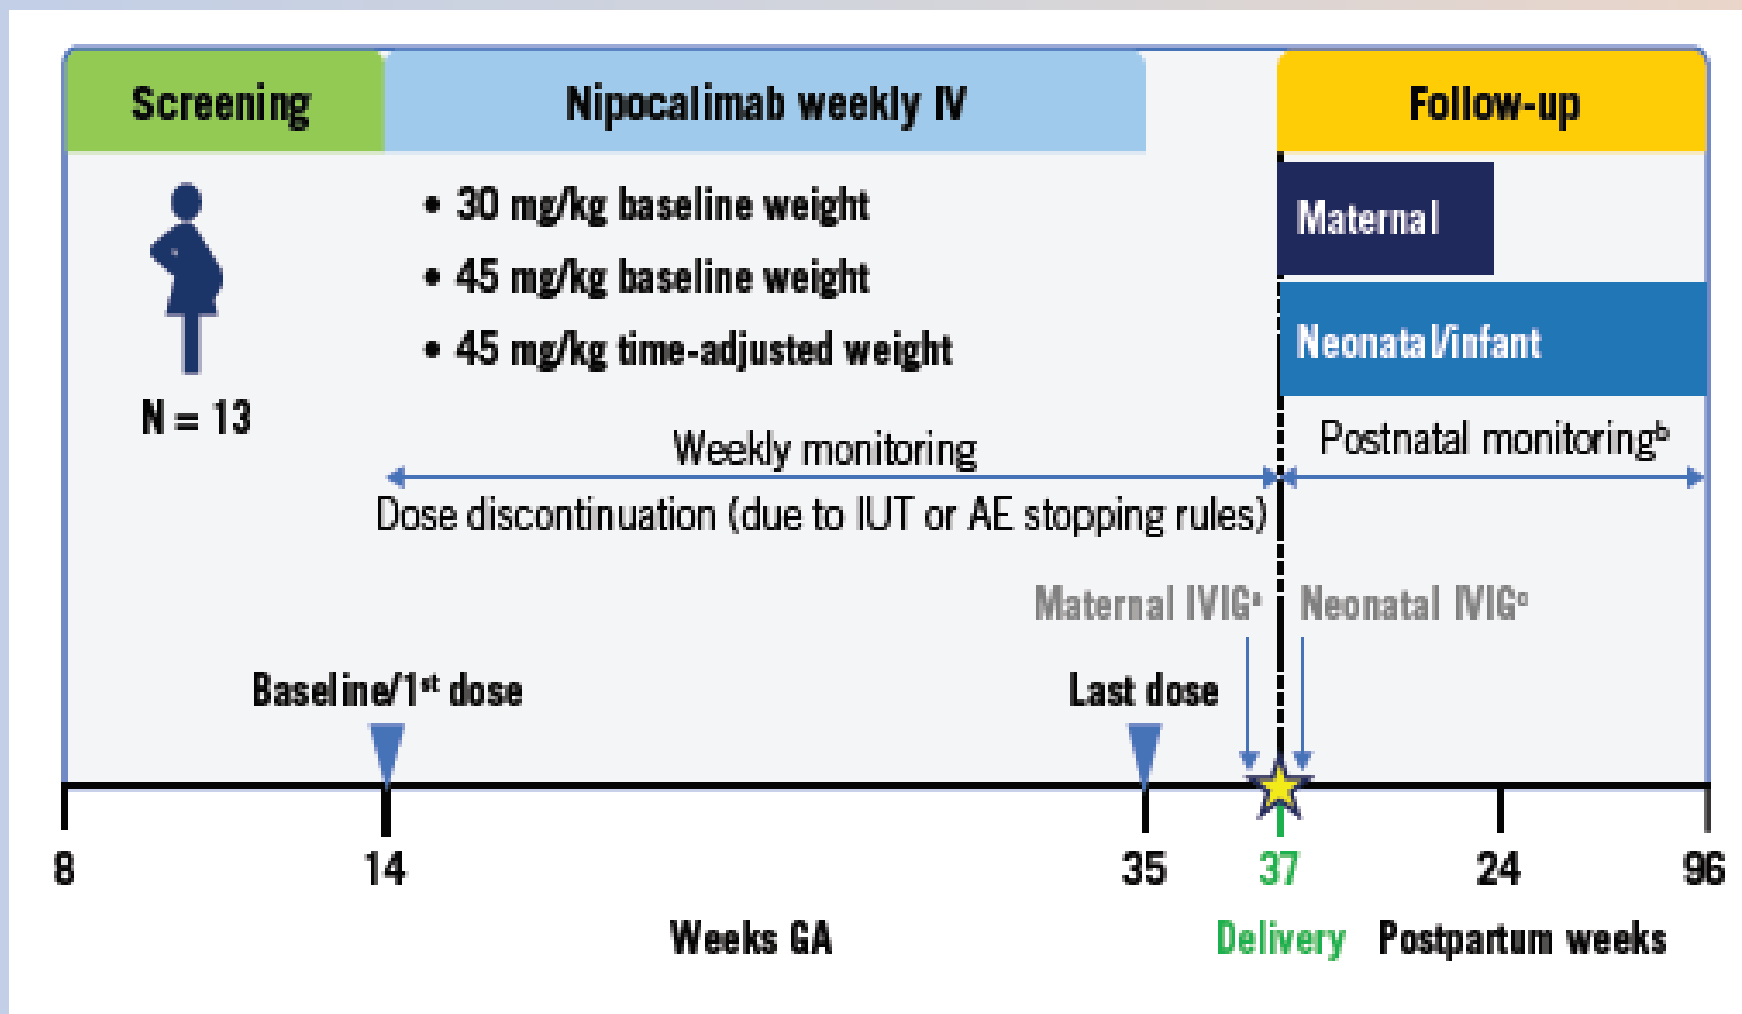 Screening
Nipocalimab weekly IV
Follow-up
• 30 mg/kg baseline weight
• 45 mg/kg baseline weight
• 45 mg/kg time-adjusted weight
N = 13
Maternal
Neonatal/infant
Weekly monitoring
Postnatal monitoringᵇ
Dose discontinuation (due to IUT or AE stopping rules)
Maternal IVIGᵃ
Neonatal IVIGᶜ
Baseline/1ˢᵗ dose
Last dose
8 14 35 37 24 96
Weeks GA Delivery Postpartum weeks